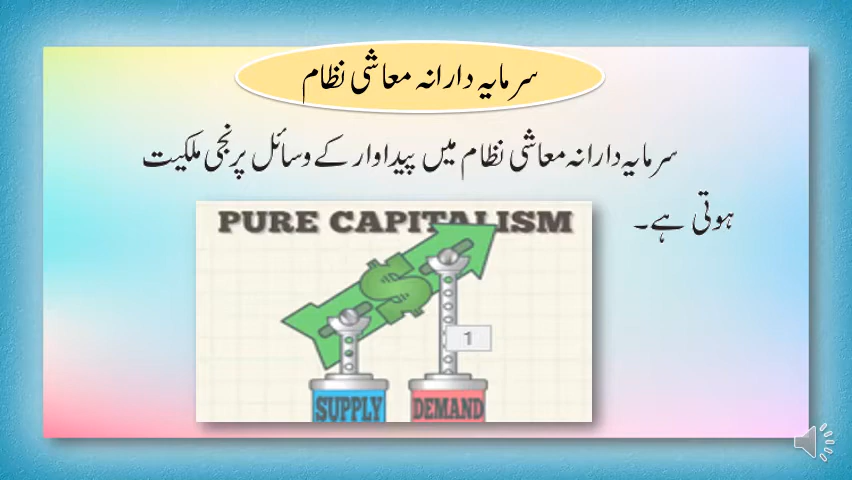 سرمایہ دارانہ معاشی نظام
سرمایہ دارانہ معاشی نظام میں پیداوار کے وسائل پر نجی ملکیت
ہوتی ہے۔
PURE CAPITALISM
1
SUPPLY
DEMAND